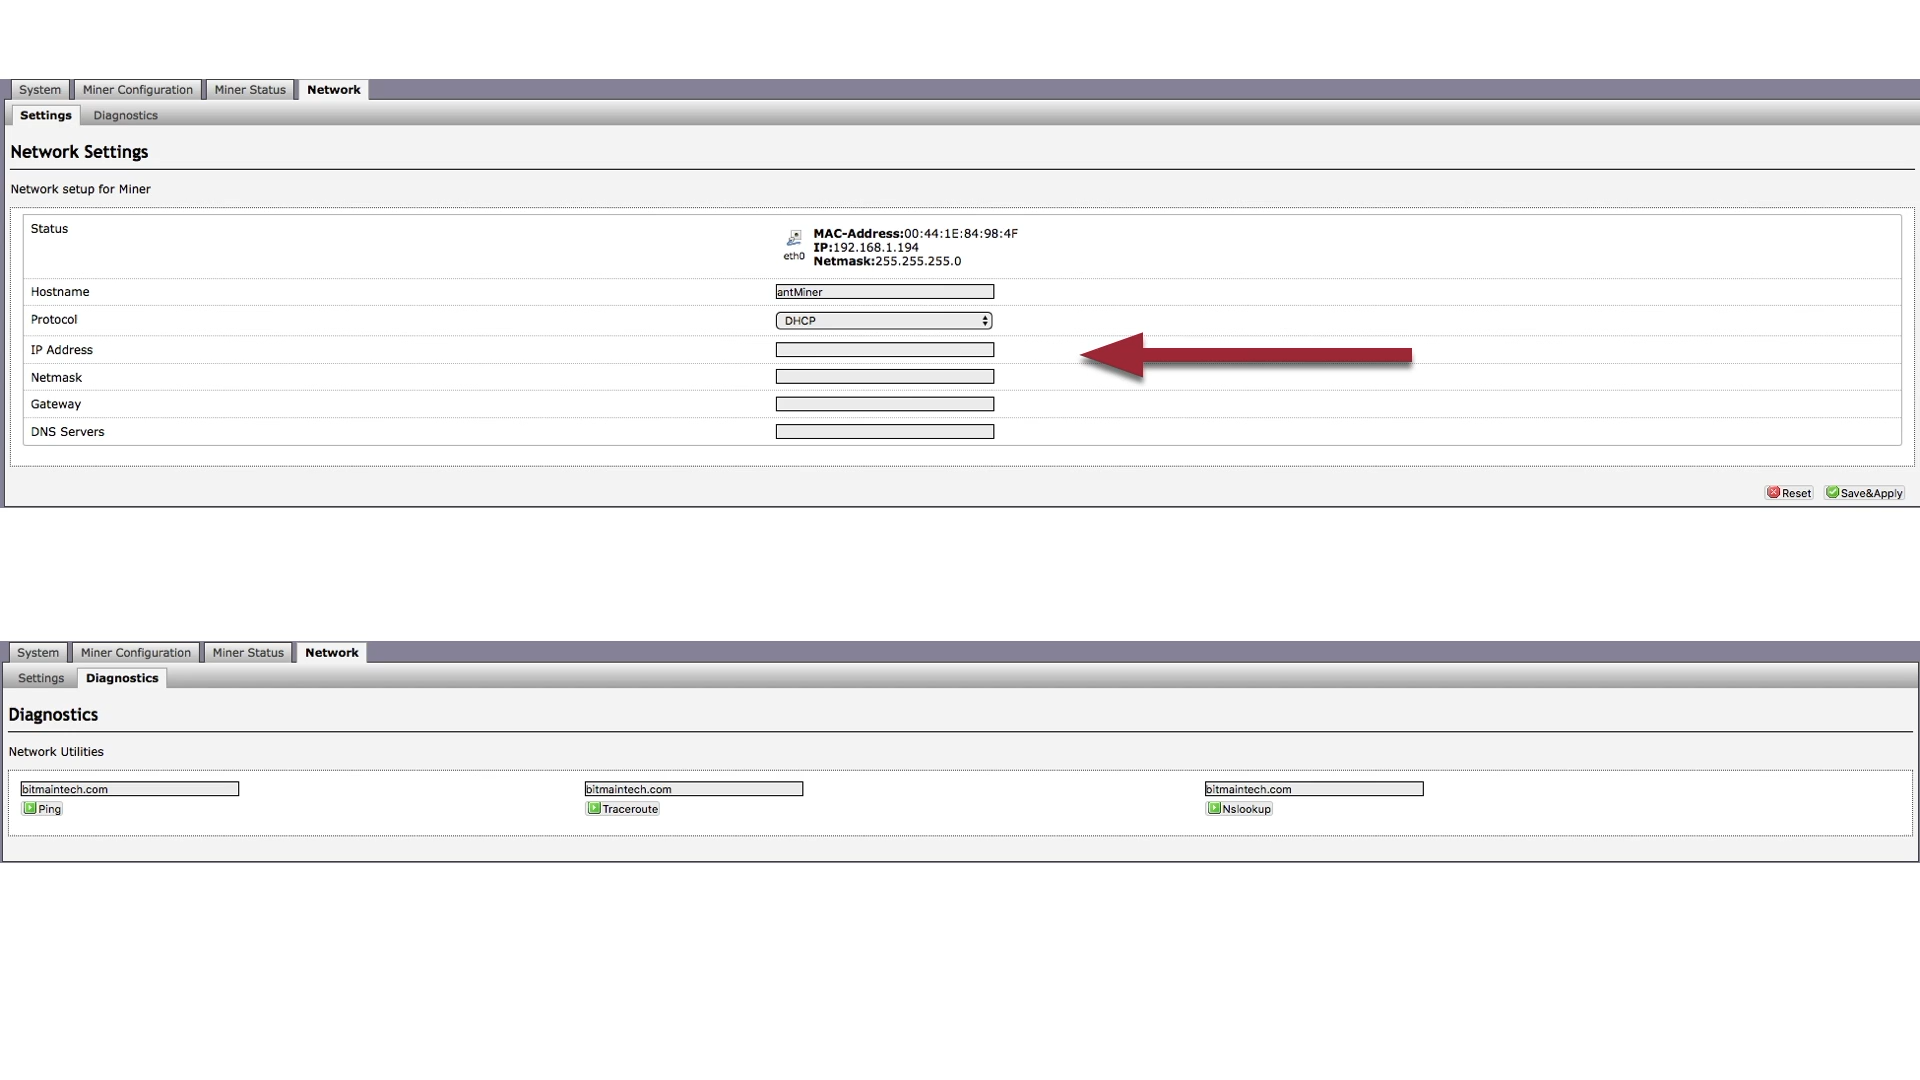 System Miner Configuration Miner Status Network
Settings Diagnostics
Network Settings
Network setup for Miner
Status
MAC-Address:00:44:1E:84:98:4F
IP:192.168.1.194
eth0
Netmask:255.255.255.0
Hostname antMiner
Protocol DHCP
IP Address
Netmask
Gateway
DNS Servers
Reset Save&Apply
System Miner Configuration Miner Status Network
Settings Diagnostics
Diagnostics
Network Utilities
bitmaintech.com bitmaintech.com bitmaintech.com
Ping Traceroute Nslookup